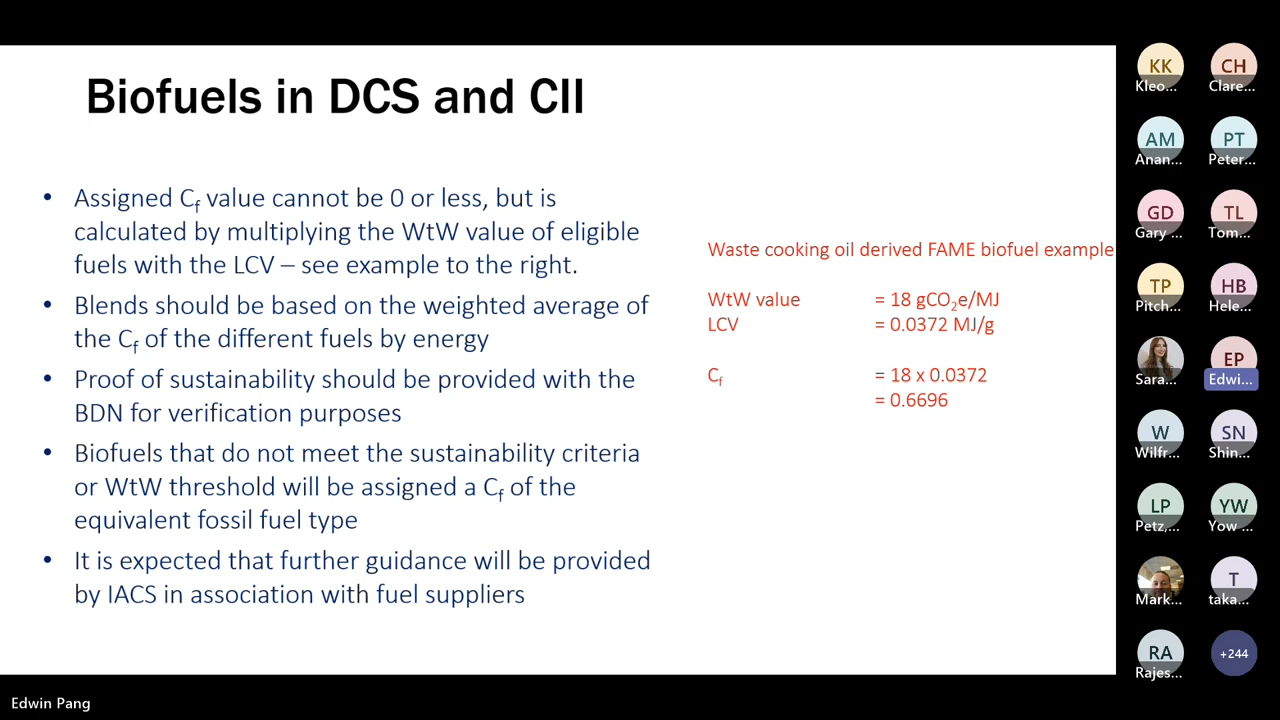 Biofuels in DCS and CII
• Assigned Cf value cannot be 0 or less, but is
calculated by multiplying the WtW value of eligible
fuels with the LCV – see example to the right.
• Blends should be based on the weighted average of
the Cf of the different fuels by energy
• Proof of sustainability should be provided with the
BDN for verification purposes
• Biofuels that do not meet the sustainability criteria
or WtW threshold will be assigned a Cf of the
equivalent fossil fuel type
• It is expected that further guidance will be provided
by IACS in association with fuel suppliers
Waste cooking oil derived FAME biofuel example
WtW value = 18 gCO2e/MJ
LCV = 0.0372 MJ/g
Cf = 18 x 0.0372
= 0.6696
KK CH
Kleo... Clare...
AM PT
Anan... Peter...
GD TL
Gary ... Tom...
TP HB
Pitch... Hele...
EP
Sara... Edwi...
W SN
Wilfr... Shin...
LP YW
Petz,... Yow ...
T
Mark... taka...
RA +244
Rajes...
Edwin Pang